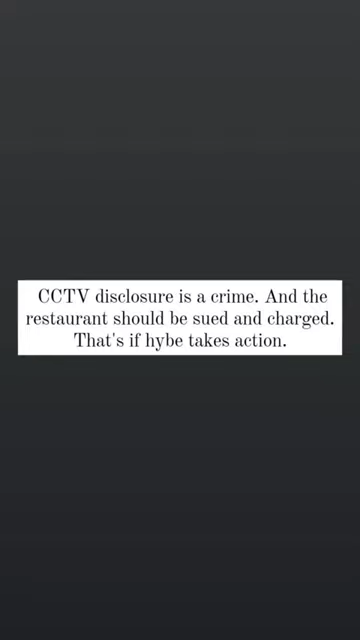 CCTV disclosure is a crime. And the
restaurant should be sued and charged.
That's if hybe takes action.